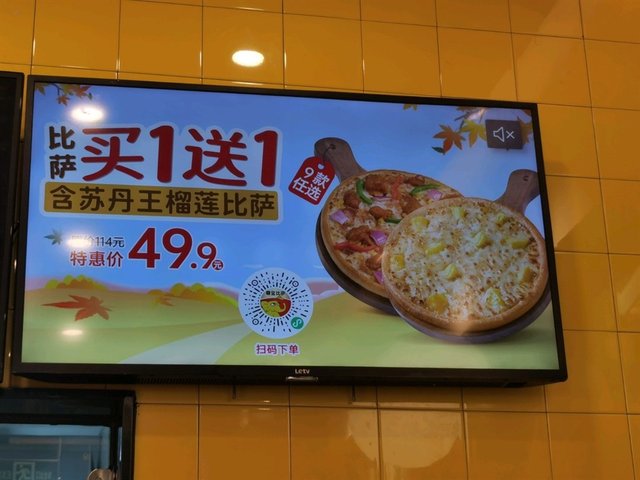 比萨
买1送1
含苏丹王榴莲比萨
9款
任选
114元
特惠价
49.9元
扫码下单
Letv